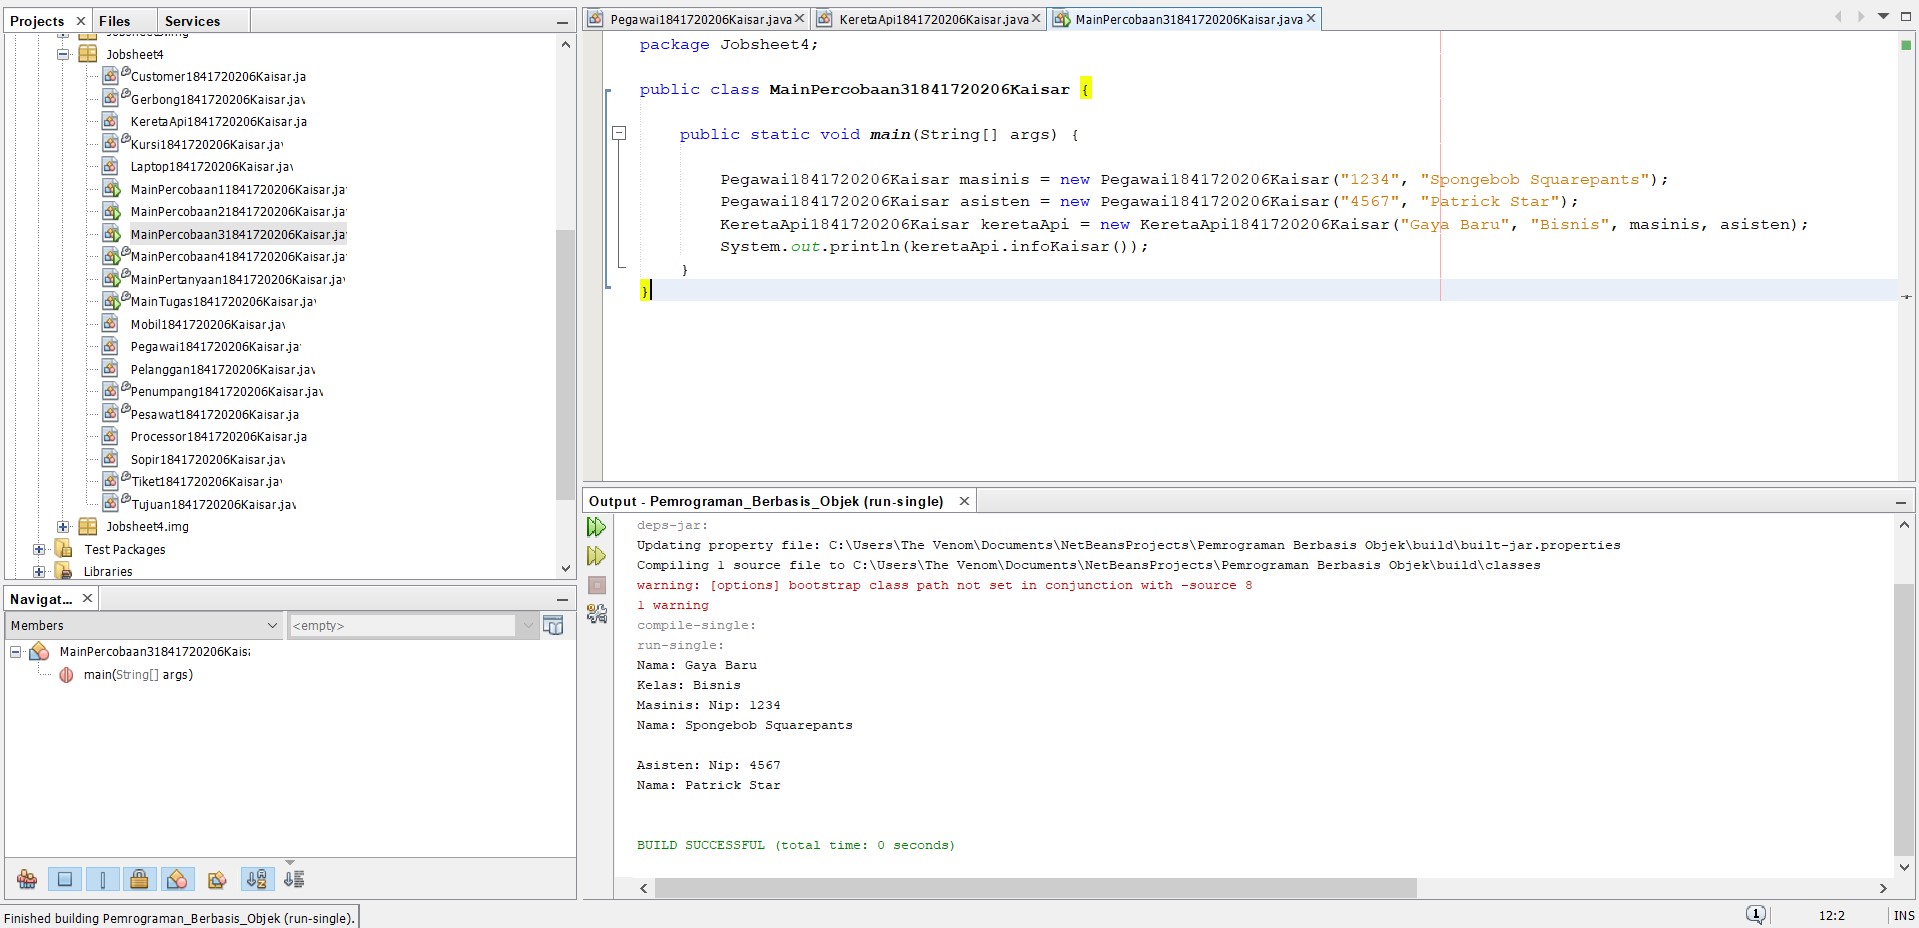 Projects
Files
Services
Jobsheet4
Customer1841720206Kaisar.ja
Gerbong1841720206Kaisar.jav
KeretaApi1841720206Kaisar.ja
Kursi1841720206Kaisar.jav
Laptop1841720206Kaisar.jav
MainPercobaan11841720206Kaisar.ja
MainPercobaan21841720206Kaisar.ja
MainPercobaan31841720206Kaisar.ja
MainPercobaan41841720206Kaisar.ja
MainPertanyaan1841720206Kaisar.jav
MainTugas1841720206Kaisar.jav
Mobil1841720206Kaisar.jav
Pegawai1841720206Kaisar.ja
Pelanggan1841720206Kaisar.jav
Penumpang1841720206Kaisar.jav
Pesawat1841720206Kaisar.ja
Processor1841720206Kaisar.ja
Sopir1841720206Kaisar.jav
Tiket1841720206Kaisar.jav
Tujuan1841720206Kaisar.jav
Jobsheet4.img
Test Packages
Libraries
Navigat...
Members
<empty>
MainPercobaan31841720206Kais
main(String[] args)
Pegawai1841720206Kaisar.java
KeretaApi1841720206Kaisar.java
MainPercobaan31841720206Kaisar.java
package Jobsheet4;
public class MainPercobaan31841720206Kaisar {
public static void main(String[] args) {
Pegawai1841720206Kaisar masinis = new Pegawai1841720206Kaisar("1234", "Spongebob Squarepants");
Pegawai1841720206Kaisar asisten = new Pegawai1841720206Kaisar("4567", "Patrick Star");
KeretaApi1841720206Kaisar keretaApi = new KeretaApi1841720206Kaisar("Gaya Baru", "Bisnis", masinis, asisten);
System.out.println(keretaApi.infoKaisar());
}
}
Output - Pemrograman_Berbasis_Objek (run-single)
deps-jar:
Updating property file: C:\Users\The Venom\Documents\NetBeansProjects\Pemrograman Berbasis Objek\build\built-jar.properties
Compiling 1 source file to C:\Users\The Venom\Documents\NetBeansProjects\Pemrograman Berbasis Objek\build\classes
warning: [options] bootstrap class path not set in conjunction with -source 8
1 warning
compile-single:
run-single:
Nama: Gaya Baru
Kelas: Bisnis
Masinis: Nip: 1234
Nama: Spongebob Squarepants
Asisten: Nip: 4567
Nama: Patrick Star
BUILD SUCCESSFUL (total time: 0 seconds)
Finished building Pemrograman_Berbasis_Objek (run-single).
1
12:2
INS